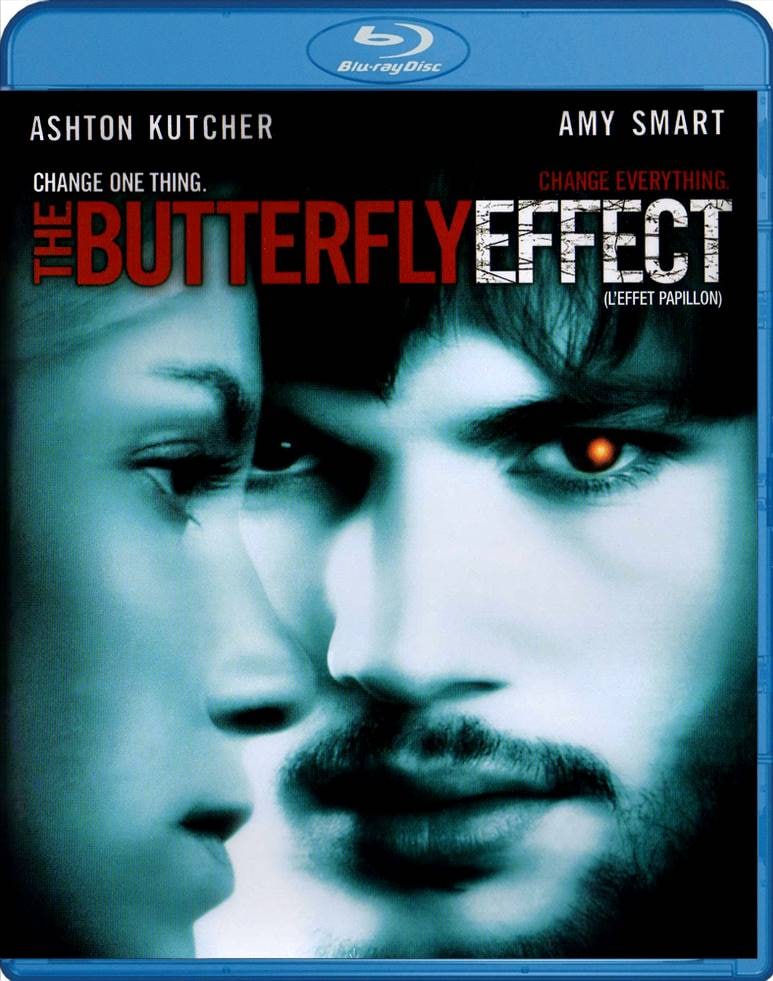 Blu-ray Disc
ASHTON KUTCHER
AMY SMART
CHANGE ONE THING.
CHANGE EVERYTHING.
THE BUTTERFLY EFFECT
(L'EFFET PAPILLON)